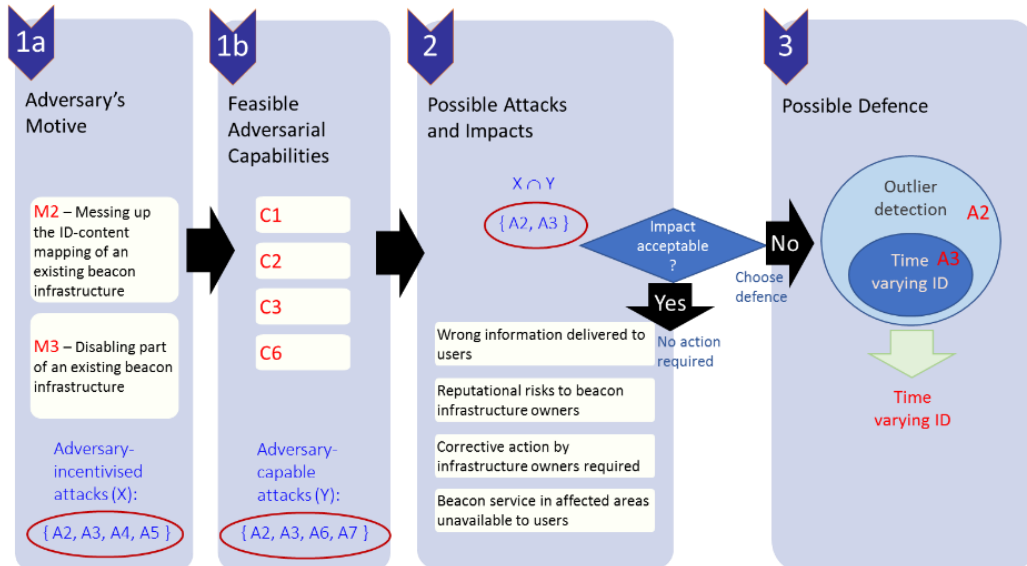 1a
Adversary's
Motive
M2 – Messing up
the ID-content
mapping of an
existing beacon
infrastructure
M3 – Disabling part
of an existing beacon
infrastructure
Adversary-
incentivised
attacks (X):
{ A2, A3, A4, A5 }
1b
Feasible
Adversarial
Capabilities
C1
C2
C3
C6
Adversary-
capable
attacks (Y):
{ A2, A3, A6, A7 }
2
Possible Attacks
and Impacts
X ∩ Y
{ A2, A3 }
Impact
acceptable
?
Yes
No action
required
No
Choose
defence
Wrong information delivered to
users
Reputational risks to beacon
infrastructure owners
Corrective action by
infrastructure owners required
Beacon service in affected areas
unavailable to users
3
Possible Defence
Outlier
detection
A2
A3
Time
varying ID
Time
varying ID